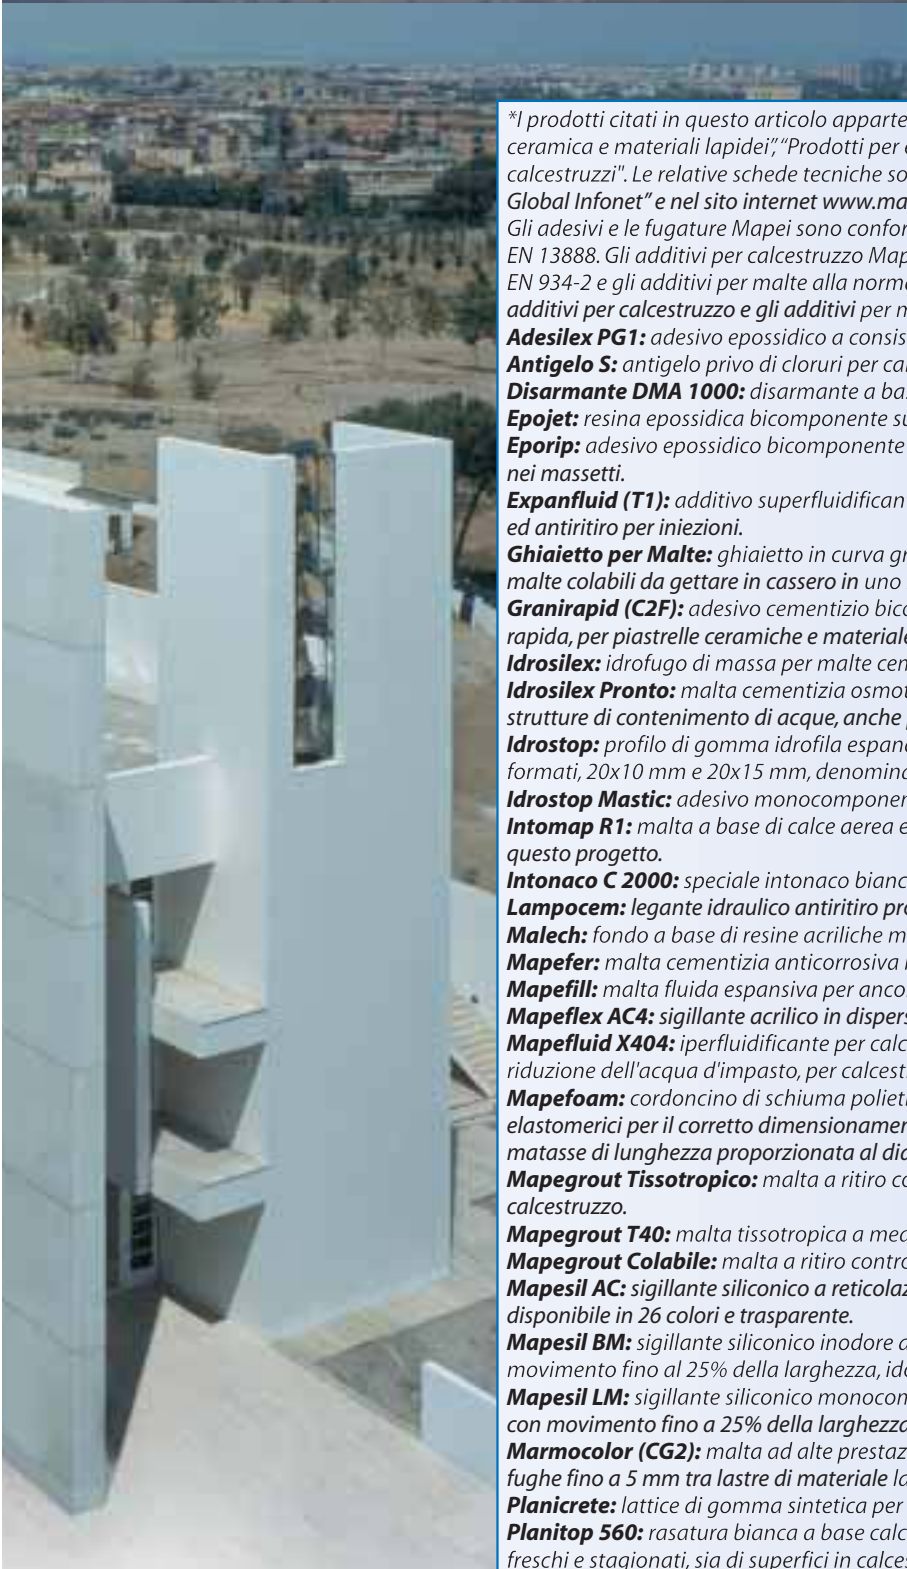 *I prodotti citati in questo articolo apparte
ceramica e materiali lapidei”, “Prodotti per
calcestruzzi". Le relative schede tecniche so
Global Infonet” e nel sito internet www.ma
Gli adesivi e le fugature Mapei sono confor
EN 13888. Gli additivi per calcestruzzo Map
EN 934-2 e gli additivi per malte alla norma
additivi per calcestruzzo e gli additivi per m
Adesilex PG1: adesivo epossidico a consis
Antigelo S: antigelo privo di cloruri per cal
Disarmante DMA 1000: disarmante a ba
Epojet: resina epossidica bicomponente su
Eporip: adesivo epossidico bicomponente
nei massetti.
Expanfluid (T1): additivo superfluidifican
ed antiritiro per iniezioni.
Ghiaietto per Malte: ghiaietto in curva gr
malte colabili da gettare in cassero in uno
Granirapid (C2F): adesivo cementizio bico
rapida, per piastrelle ceramiche e materiale
Idrosilex: idrofugo di massa per malte cem
Idrosilex Pronto: malta cementizia osmot
strutture di contenimento di acque, anche
Idrostop: profilo di gomma idrofila espan
formati, 20x10 mm e 20x15 mm, denomina
Idrostop Mastic: adesivo monocomponen
Intomap R1: malta a base di calce aerea e
questo progetto.
Intonaco C 2000: speciale intonaco bianc
Lampocem: legante idraulico antiritiro pro
Malech: fondo a base di resine acriliche m
Mapefer: malta cementizia anticorrosiva
Mapefill: malta fluida espansiva per anco
Mapeflex AC4: sigillante acrilico in dispers
Mapefluid X404: iperfluidificante per calc
riduzione dell'acqua d'impasto, per calcest
Mapefoam: cordoncino di schiuma poliet
elastomerici per il corretto dimensionamen
matasse di lunghezza proporzionata al dia
Mapegrout Tissotropico: malta a ritiro co
calcestruzzo.
Mapegrout T40: malta tissotropica a med
Mapegrout Colabile: malta a ritiro contro
Mapesil AC: sigillante siliconico a reticolaz
disponibile in 26 colori e trasparente.
Mapesil BM: sigillante siliconico inodore a
movimento fino al 25% della larghezza, ide
Mapesil LM: sigillante siliconico monocom
con movimento fino a 25% della larghezza
Marmocolor (CG2): malta ad alte prestaz
fughe fino a 5 mm tra lastre di materiale la
Planicrete: lattice di gomma sintetica per
Planitop 560: rasatura bianca a base calc
freschi e stagionati, sia di superfici in calces